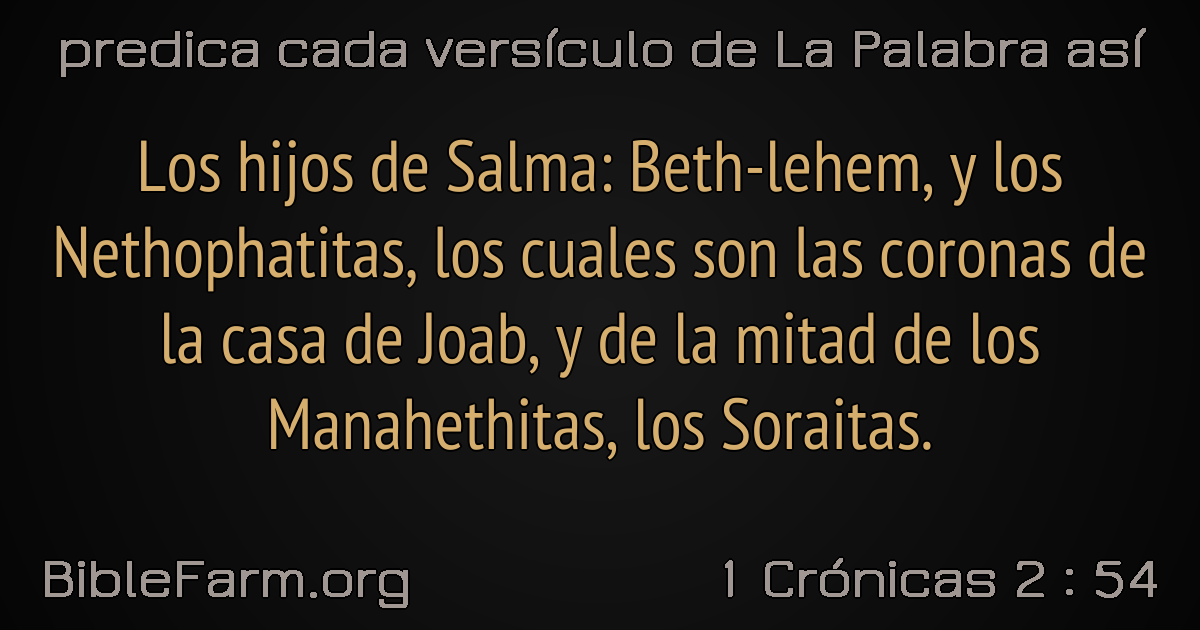 predica cada versículo de La Palabra así
Los hijos de Salma: Beth-lehem, y los
Nethophatitas, los cuales son las coronas de
la casa de Joab, y de la mitad de los
Manahethitas, los Soraitas.
BibleFarm.org
1 Crónicas 2 : 54